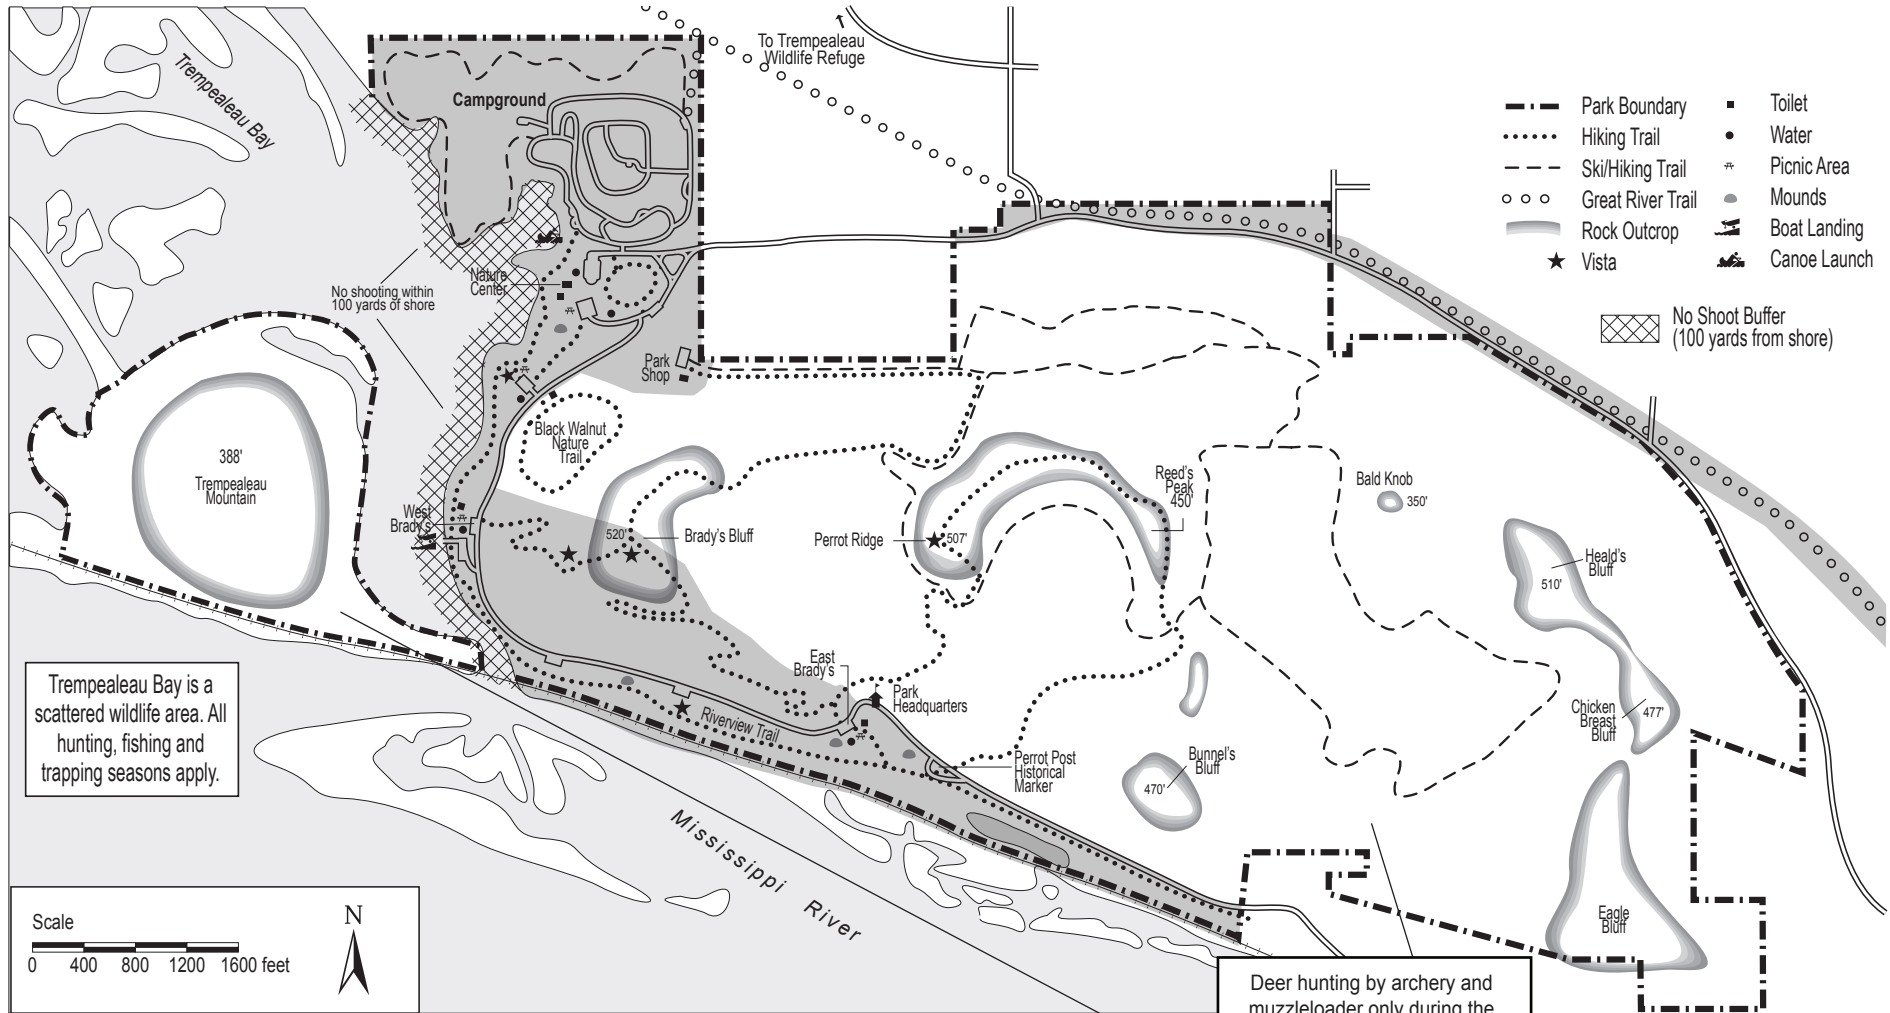 To Trempealeau
Wildlife Refuge
Trempealeau Bay
Campground
Park Boundary
Hiking Trail
Ski/Hiking Trail
Great River Trail
Rock Outcrop
Vista
Toilet
Water
Picnic Area
Mounds
Boat Landing
Canoe Launch
No Shoot Buffer
(100 yards from shore)
No shooting within
100 yards of shore
Nature
Center
Park
Shop
388'
Trempealeau
Mountain
Black Walnut
Nature
Trail
West
Brady's
520'
Brady's Bluff
Perrot Ridge
507'
Reed's
Peak
450'
Bald Knob
350'
Heald's
Bluff
510'
Chicken
Breast
Bluff
477'
East
Brady's
Park
Headquarters
Riverview Trail
Perrot Post
Historical
Marker
Bunnel's
Bluff
470'
Eagle
Bluff
Trempealeau Bay is a
scattered wildlife area. All
hunting, fishing and
trapping seasons apply.
Mississippi River
Scale
0 400 800 1200 1600 feet
N
Deer hunting by archery and
muzzleloader only during the